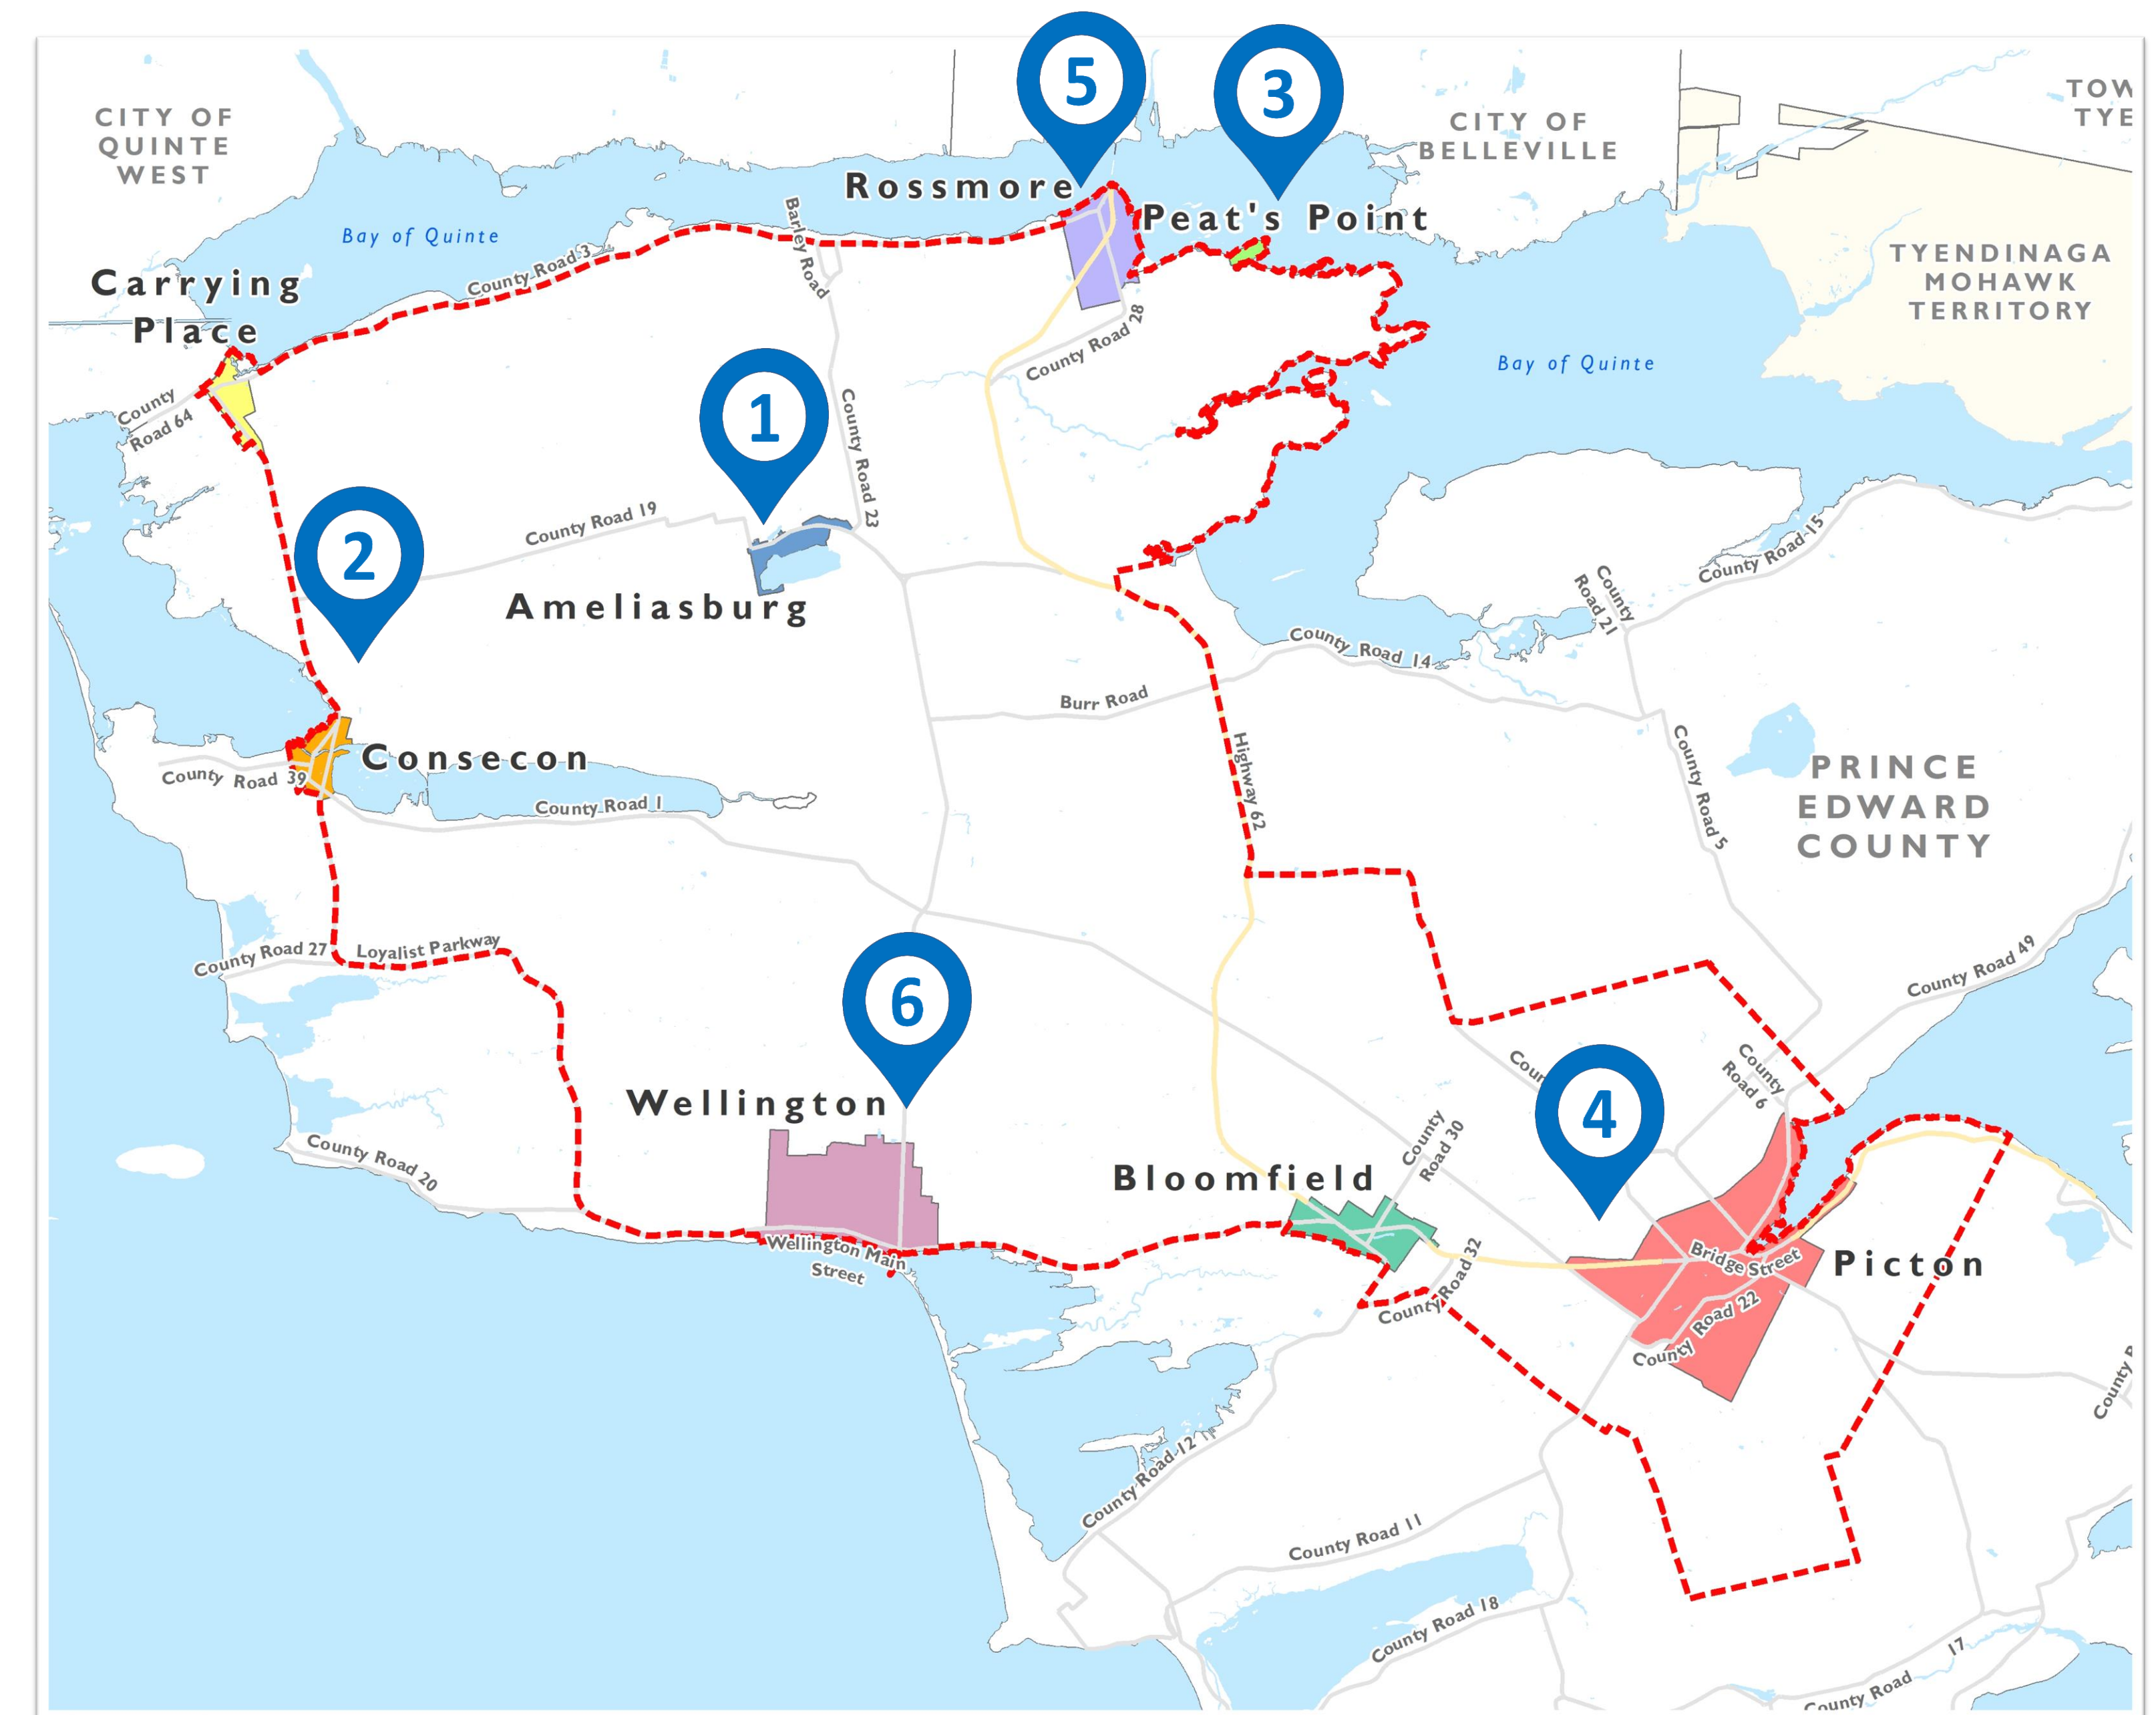 5
3
CITY OF
QUINTE
WEST
CITY OF
BELLEVILLE
TOW
TYE
Rossmore
Peat's Point
Barley Road
Bay of Quinte
County Road 3
TYENDINAGA
MOHAWK
TERRITORY
Carrying
Place
County Road 28
Bay of Quinte
County
Road 64
1
County Road 23
2
County Road 19
County Road 15
Ameliasburg
County
Road 21
County Road 14
Burr Road
Highway 62
County Road 5
Consecon
County Road 39
County Road 1
PRINCE
EDWARD
COUNTY
County Road 27
Loyalist Parkway
County Road 49
6
Coun
County
Road 6
4
Wellington
County Road 20
County
Road 30
Bloomfield
Wellington Main
Street
County Road 32
Bridge Street
Picton
County Road 22
County R
County Road 12
County Road 11
County Road 18
County Road 17